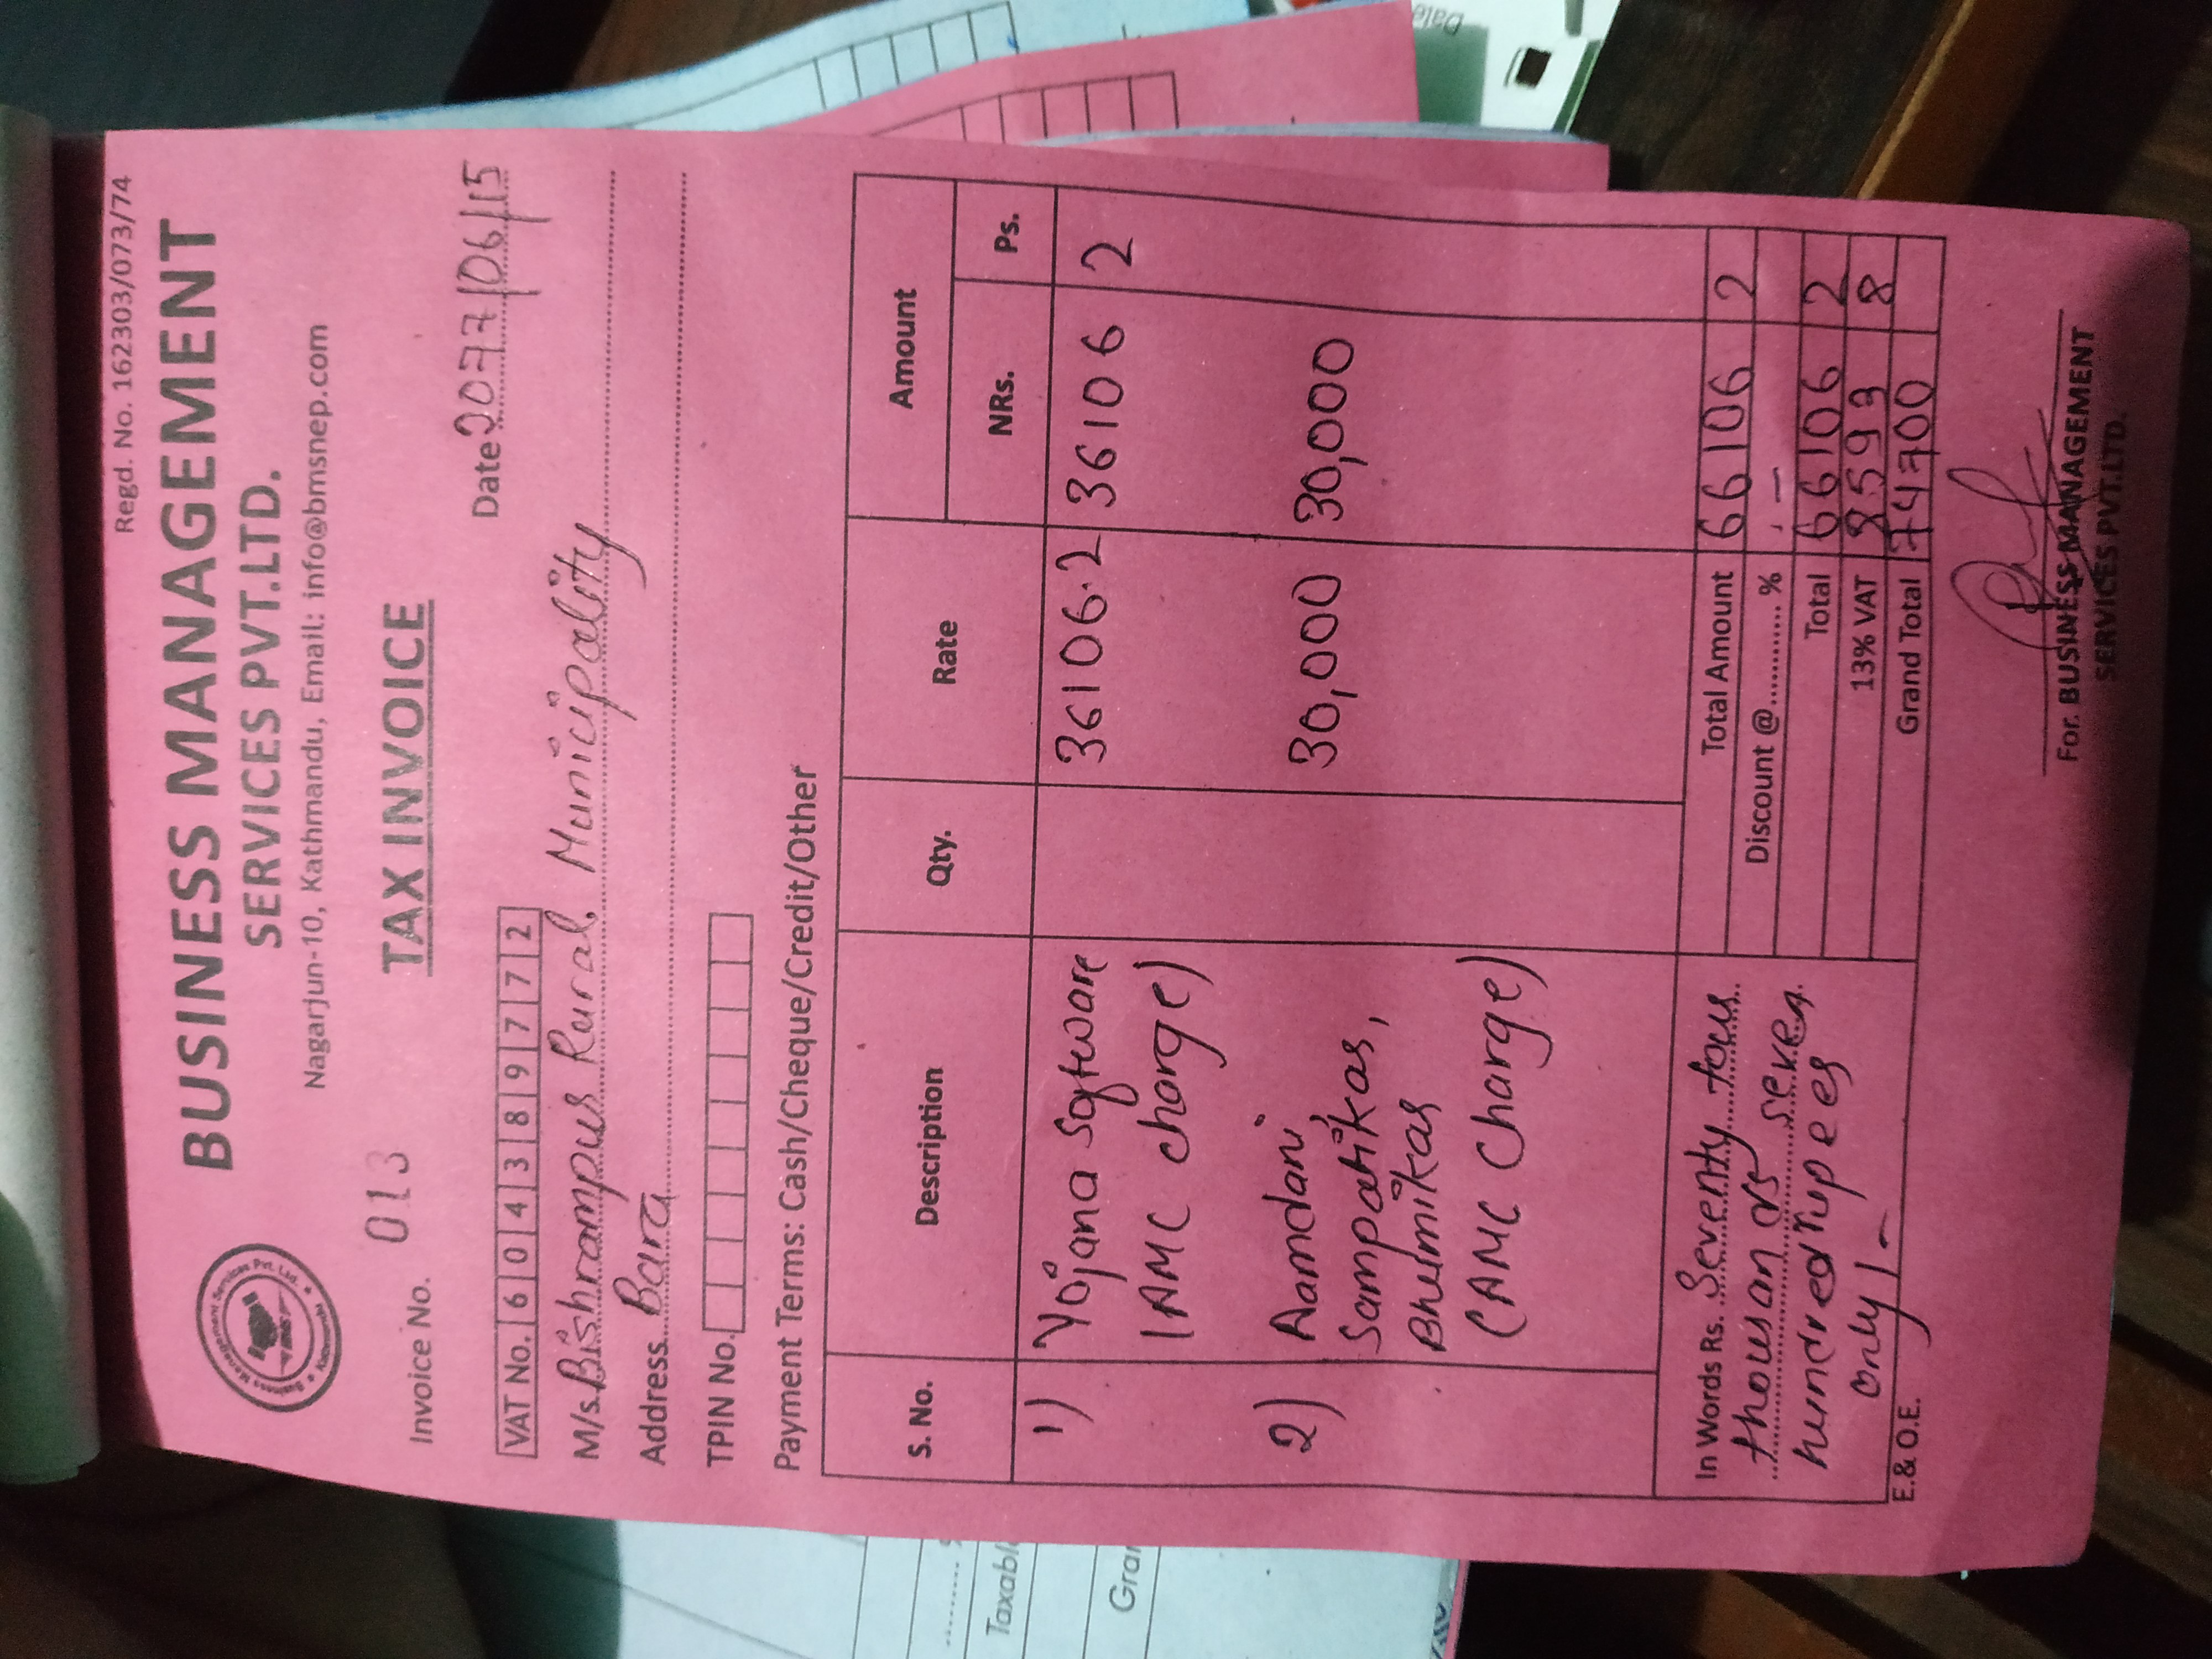 Regd. No. 162303/073/74
BUSINESS MANAGEMENT
SERVICES PVT.LTD.
Business Management Services Pvt. Ltd.
BMS
Kathmandu
Nagarjun-10, Kathmandu, Email: info@bmsnep.com
Invoice No. 013
TAX INVOICE
Date 2077/06/15
VAT No. 6 0 4 3 8 9 7 7 2
M/s. Bishrampur Rural Municipality
Address Bara
TPIN No.
Payment Terms: Cash/Cheque/Credit/Other
S. No. Description Qty. Rate Amount
NRs. Ps.
1) Yojana Software 36106.2 36106 2
(AMC charge)
2) Aamdani, 30,000 30,000
Sampatikar,
Bhumikar
(AMC Charge)
In Words Rs. Seventy four
thousands seven
hundred rupees
only /-
Total Amount 66106 2
Discount @............ % -
Total 66106 2
13% VAT 8593 8
Grand Total 74700
E.& O.E.
For. BUSINESS MANAGEMENT
SERVICES PVT.LTD.
Taxabl
Gra
Date